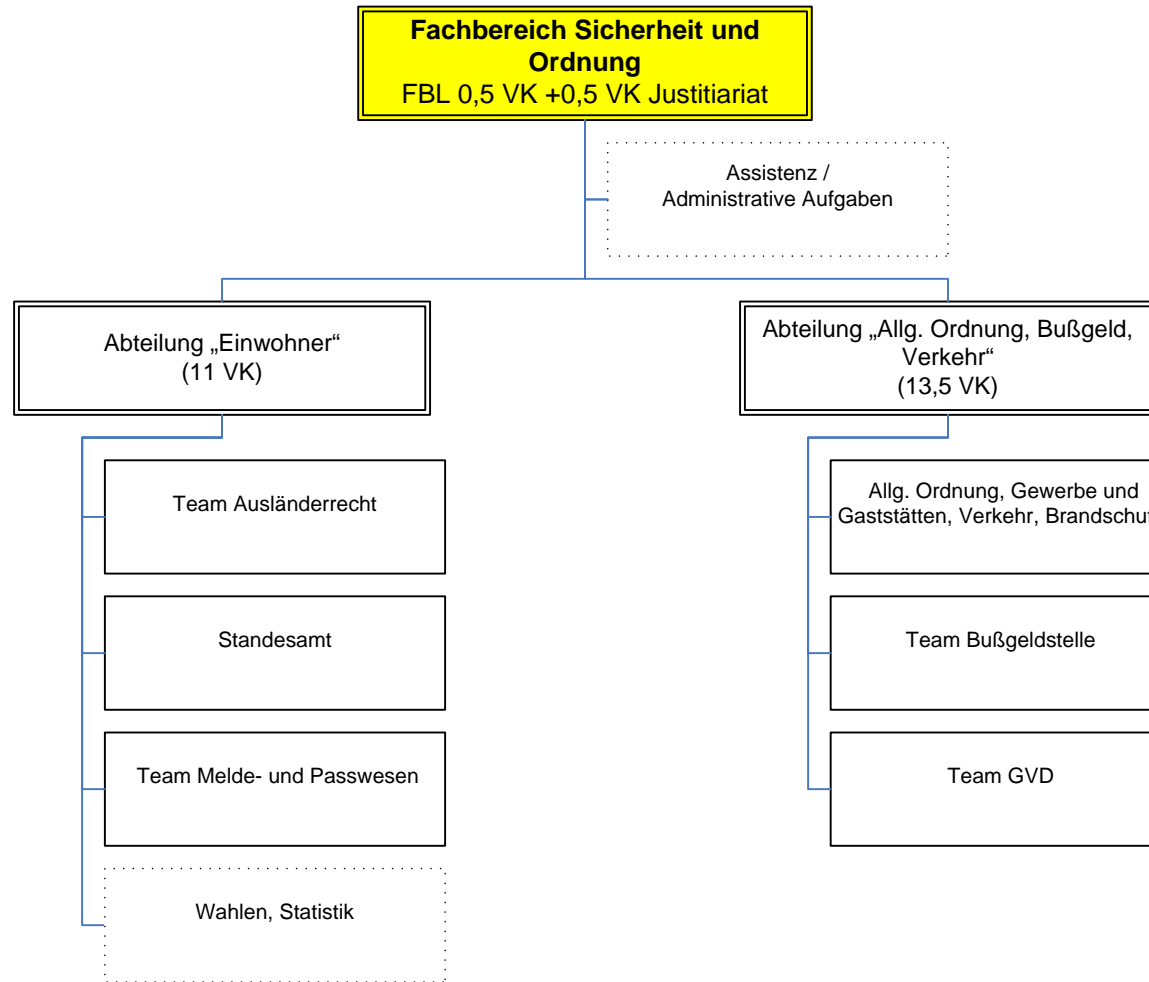 Fachbereich Sicherheit und
Ordnung
FBL 0,5 VK +0,5 VK Justitiariat
Assistenz /
Administrative Aufgaben
Abteilung „Einwohner“
(11 VK)
Team Ausländerrecht
Standesamt
Team Melde- und Passwesen
Wahlen, Statistik
Abteilung „Allg. Ordnung, Bußgeld,
Verkehr“
(13,5 VK)
Allg. Ordnung, Gewerbe und
Gaststätten, Verkehr, Brandschut
Team Bußgeldstelle
Team GVD